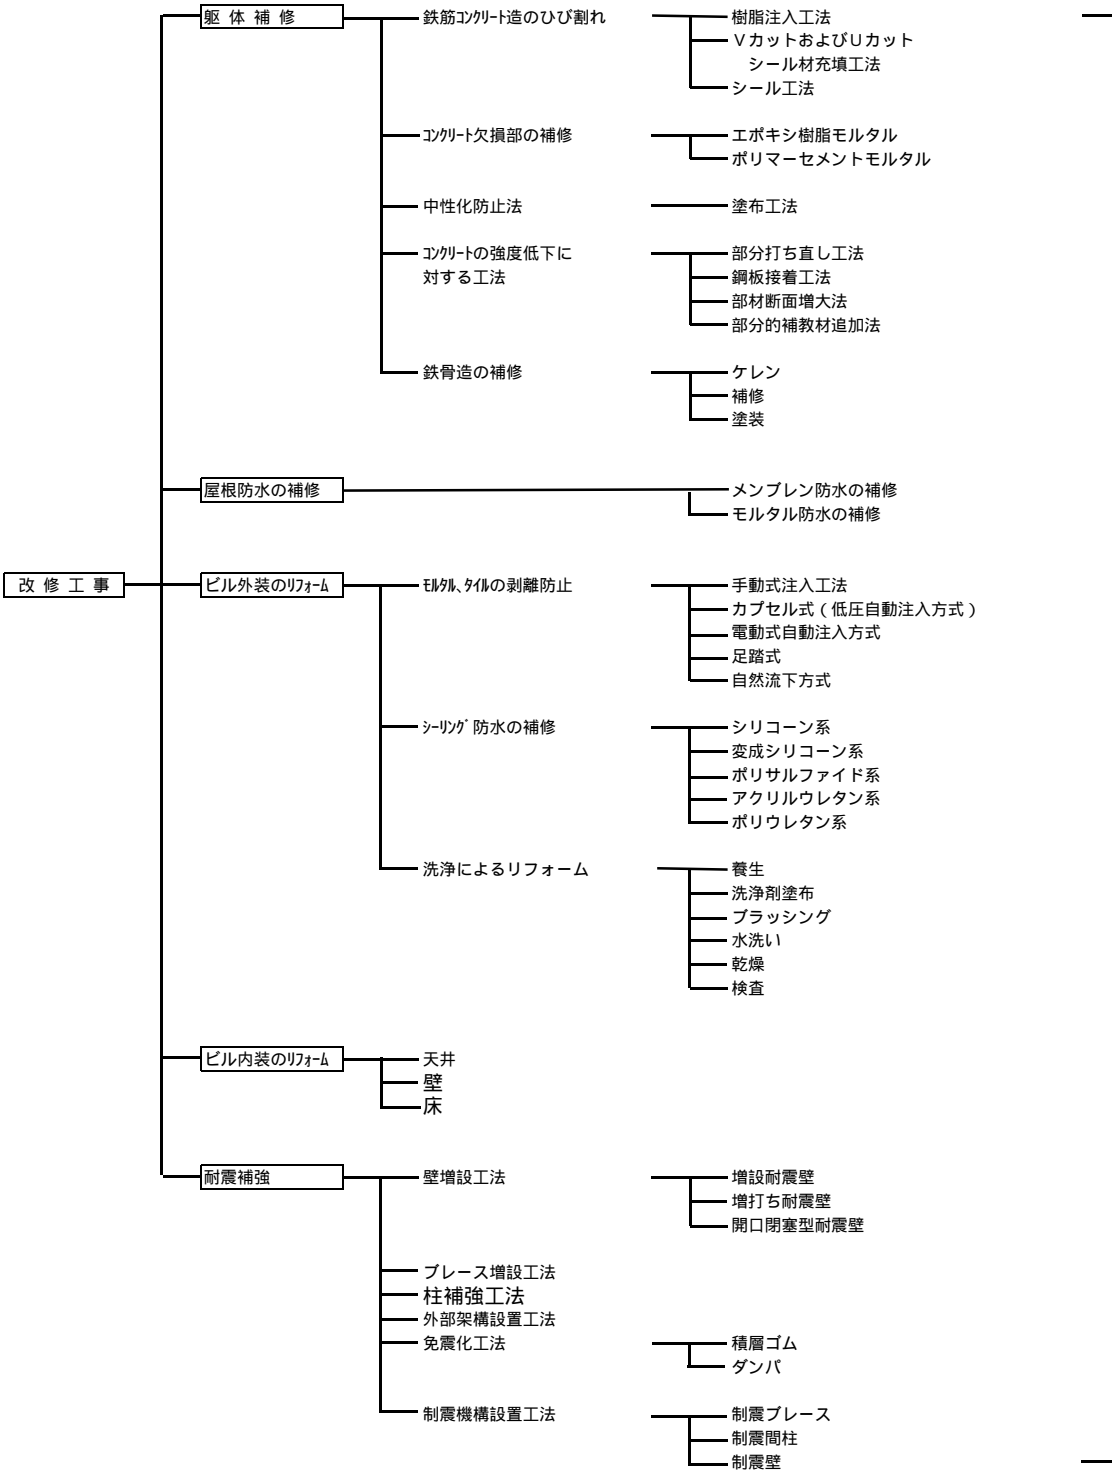 躯体補修
鉄筋ｺﾝｸﾘｰﾄ造のひび割れ
樹脂注入工法
ＶカットおよびＵカット
シール材充填工法
シール工法
ｺﾝｸﾘｰﾄ欠損部の補修
エポキシ樹脂モルタル
ポリマーセメントモルタル
中性化防止法
塗布工法
ｺﾝｸﾘｰﾄの強度低下に
対する工法
部分打ち直し工法
鋼板接着工法
部材断面増大法
部分的補教材追加法
鉄骨造の補修
ケレン
補修
塗装
屋根防水の補修
メンブレン防水の補修
モルタル防水の補修
改修工事
ビル外装のﾘﾌｫｰﾑ
ﾓﾙﾀﾙ､ﾀｲﾙの剥離防止
手動式注入工法
カプセル式（低圧自動注入方式）
電動式自動注入方式
足踏式
自然流下方式
ｼｰﾘﾝｸﾞ防水の補修
シリコーン系
変成シリコーン系
ポリサルファイド系
アクリルウレタン系
ポリウレタン系
洗浄によるリフォーム
養生
洗浄剤塗布
ブラッシング
水洗い
乾燥
検査
ビル内装のﾘﾌｫｰﾑ
天井
壁
床
耐震補強
壁増設工法
増設耐震壁
増打ち耐震壁
開口閉塞型耐震壁
ブレース増設工法
柱補強工法
外部架構設置工法
免震化工法
積層ゴム
ダンパ
制震機構設置工法
制震ブレース
制震間柱
制震壁